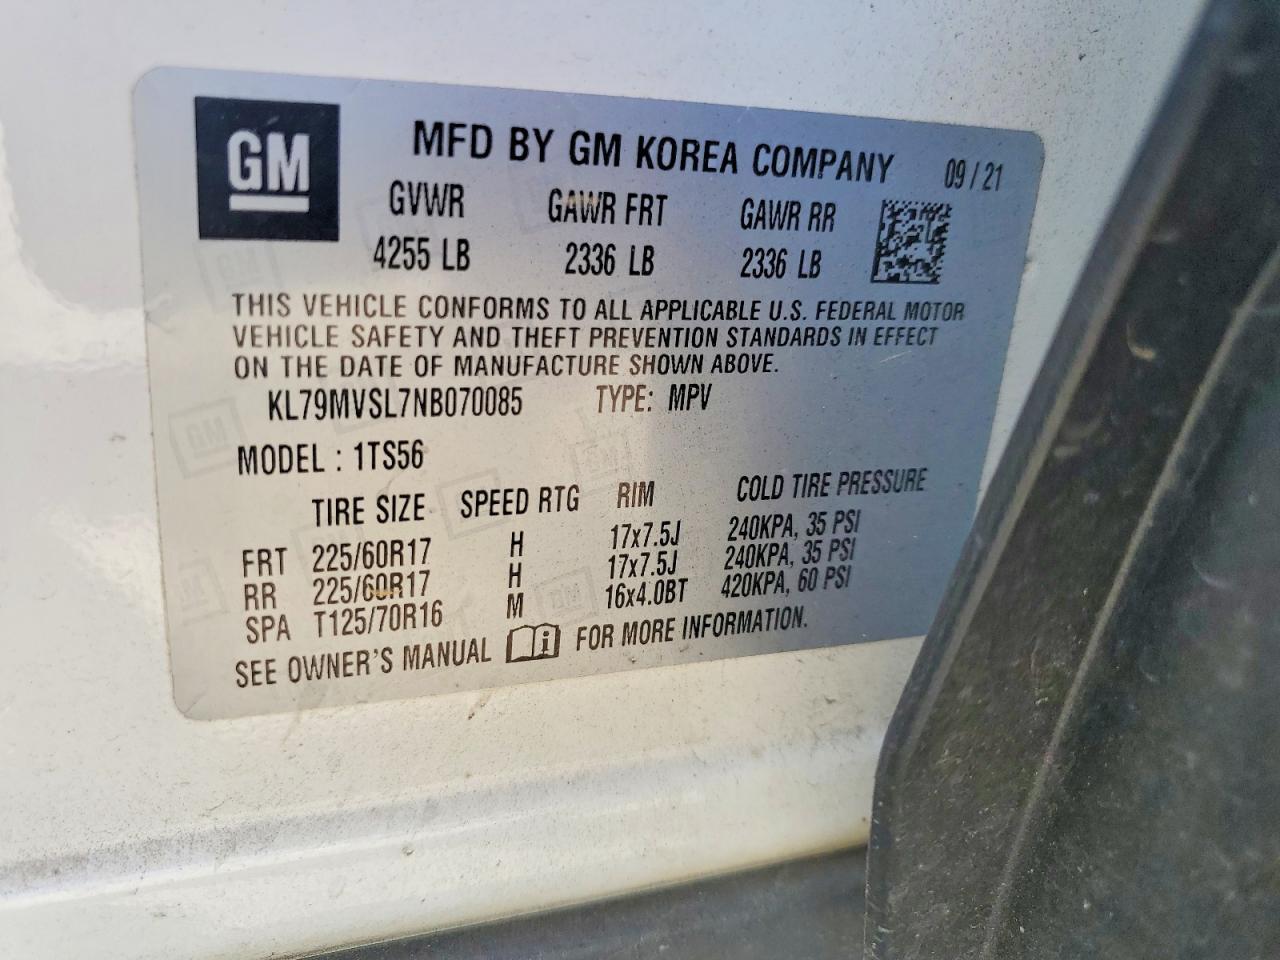 GM
MFD BY GM KOREA COMPANY 09 / 21
GVWR GAWR FRT GAWR RR
4255 LB 2336 LB 2336 LB
THIS VEHICLE CONFORMS TO ALL APPLICABLE U.S. FEDERAL MOTOR
VEHICLE SAFETY AND THEFT PREVENTION STANDARDS IN EFFECT
ON THE DATE OF MANUFACTURE SHOWN ABOVE.
KL79MVSL7NB070085 TYPE: MPV
MODEL : 1TS56
TIRE SIZE SPEED RTG RIM COLD TIRE PRESSURE
FRT 225/60R17 H 17x7.5J 240KPA, 35 PSI
RR 225/60R17 H 17x7.5J 240KPA, 35 PSI
SPA T125/70R16 M 16x4.0BT 420KPA, 60 PSI
SEE OWNER'S MANUAL i FOR MORE INFORMATION.